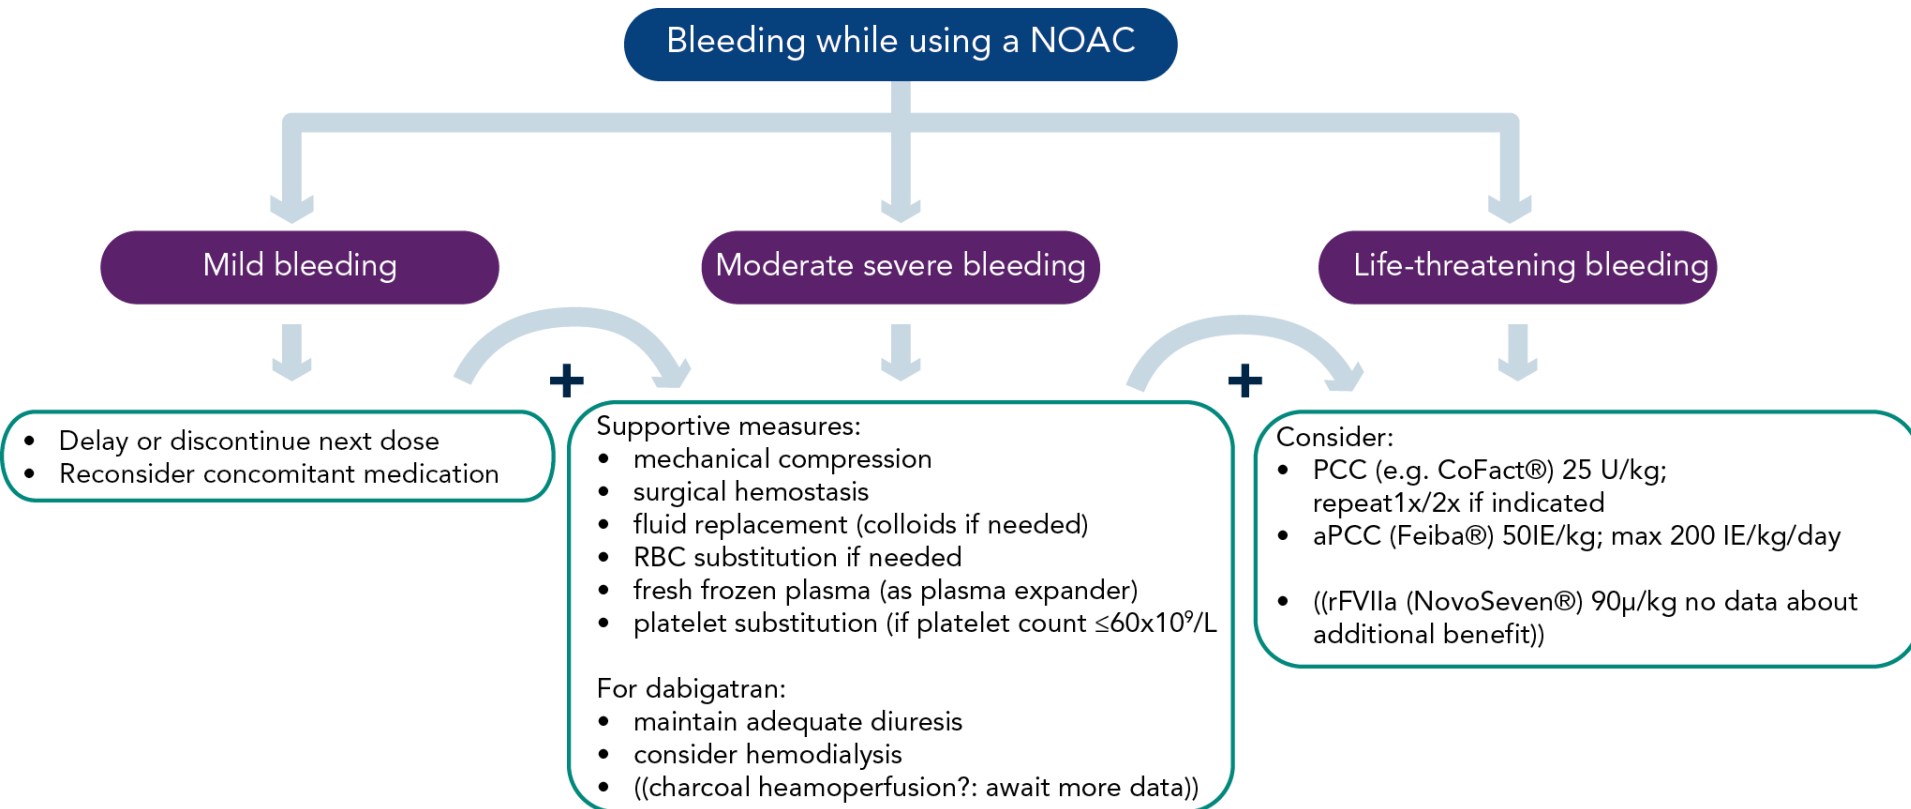 Bleeding while using a NOAC
Mild bleeding
Moderate severe bleeding
Life-threatening bleeding
+
+
• Delay or discontinue next dose
• Reconsider concomitant medication
Supportive measures:
• mechanical compression
• surgical hemostasis
• fluid replacement (colloids if needed)
• RBC substitution if needed
• fresh frozen plasma (as plasma expander)
• platelet substitution (if platelet count ≤60x10⁹/L
For dabigatran:
• maintain adequate diuresis
• consider hemodialysis
• ((charcoal heamoperfusion?: await more data))
Consider:
• PCC (e.g. CoFact®) 25 U/kg;
repeat1x/2x if indicated
• aPCC (Feiba®) 50IE/kg; max 200 IE/kg/day
• ((rFVIIa (NovoSeven®) 90µ/kg no data about
additional benefit))